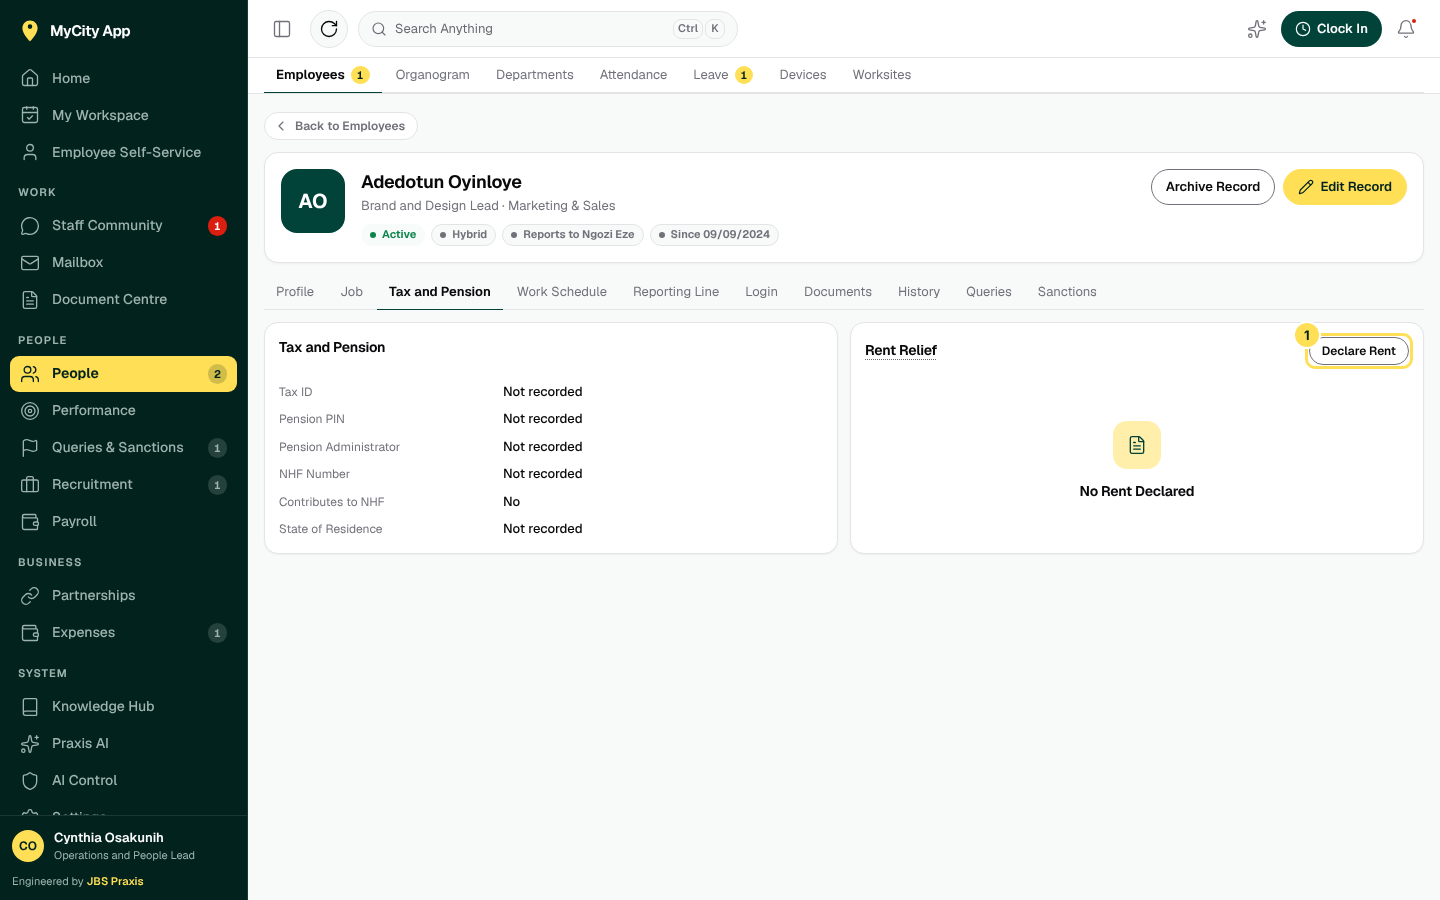 MyCity App
Home
My Workspace
Employee Self-Service
WORK
Staff Community 1
Mailbox
Document Centre
PEOPLE
People 2
Performance
Queries & Sanctions 1
Recruitment 1
Payroll
BUSINESS
Partnerships
Expenses 1
SYSTEM
Knowledge Hub
Praxis AI
AI Control
CO
Cynthia Osakunih
Operations and People Lead
Engineered by JBS Praxis
Search Anything Ctrl K
Clock In
Employees 1 Organogram Departments Attendance Leave 1 Devices Worksites
Back to Employees
AO
Adedotun Oyinloye
Brand and Design Lead · Marketing & Sales
Active Hybrid Reports to Ngozi Eze Since 09/09/2024
Archive Record Edit Record
Profile Job Tax and Pension Work Schedule Reporting Line Login Documents History Queries Sanctions
Tax and Pension
Tax ID Not recorded
Pension PIN Not recorded
Pension Administrator Not recorded
NHF Number Not recorded
Contributes to NHF No
State of Residence Not recorded
Rent Relief
1
Declare Rent
No Rent Declared